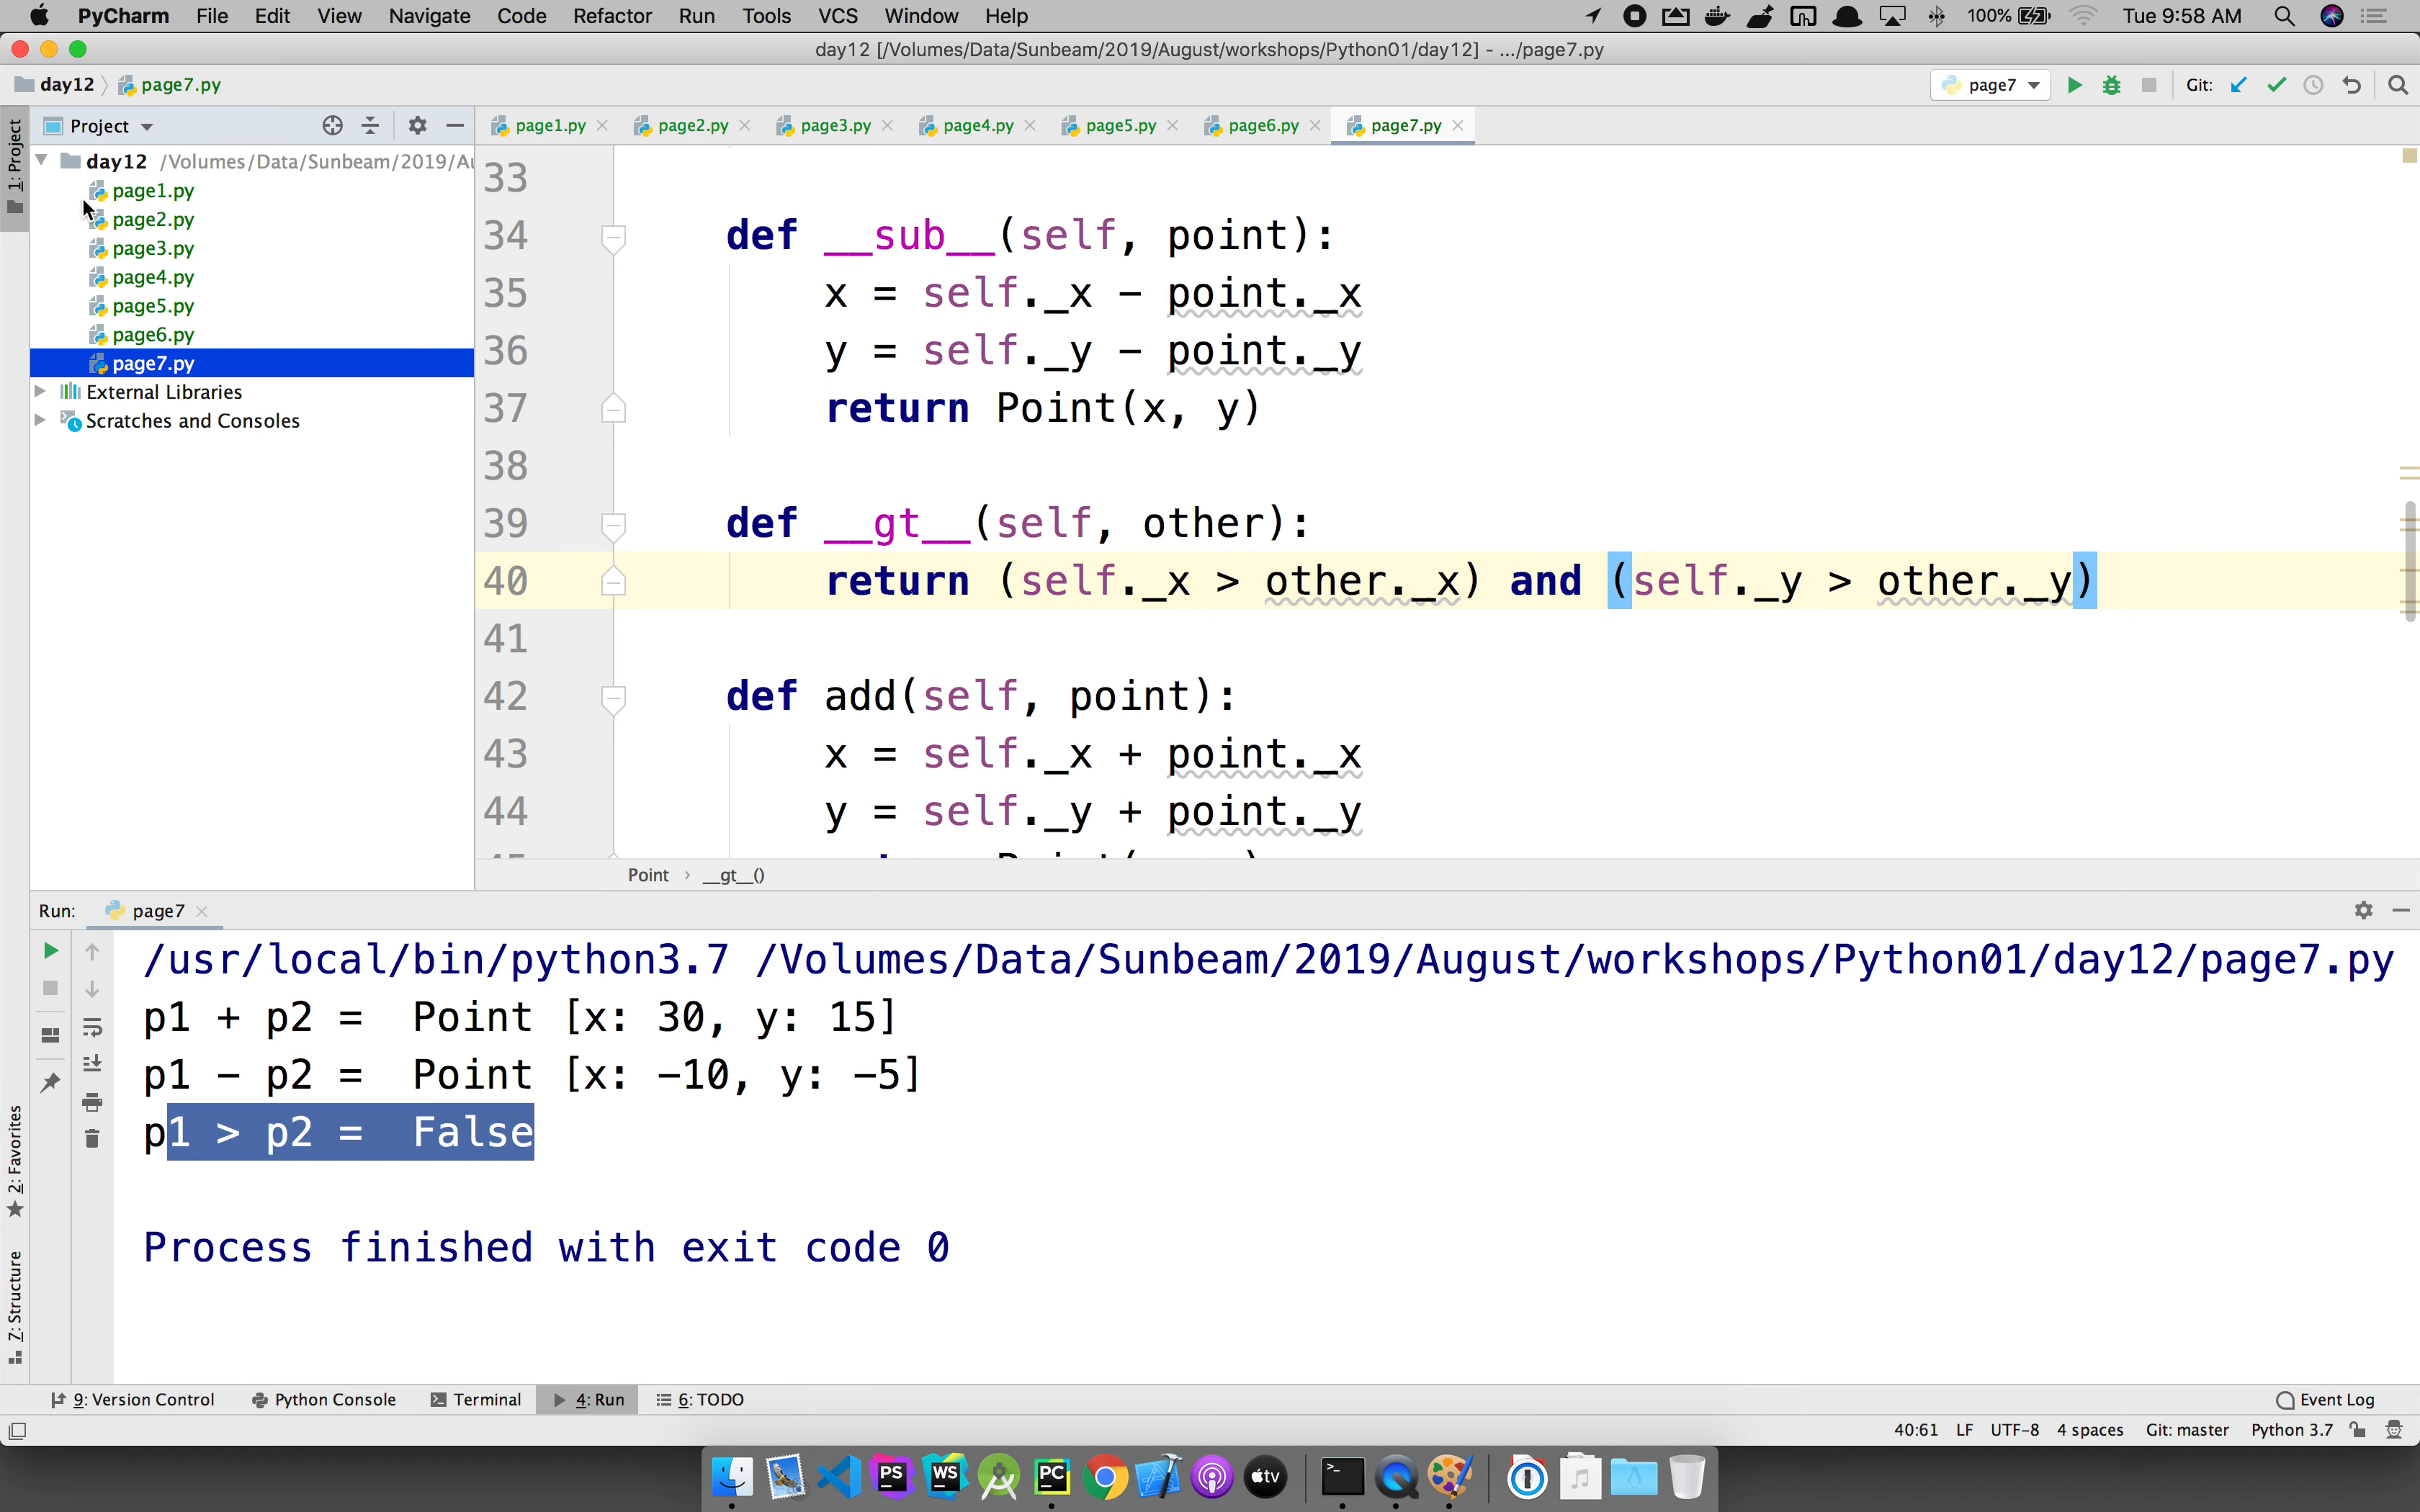 PyCharm File Edit View Navigate Code Refactor Run Tools VCS Window Help 100% Tue 9:58 AM
day12 [/Volumes/Data/Sunbeam/2019/August/workshops/Python01/day12] - .../page7.py
day12 page7.py page7 Git:
1: Project
Project page1.py page2.py page3.py page4.py page5.py page6.py page7.py
day12 /Volumes/Data/Sunbeam/2019/
page1.py
page2.py
page3.py
page4.py
page5.py
page6.py
page7.py
External Libraries
Scratches and Consoles
33
34 def __sub__(self, point):
35 x = self._x - point._x
36 y = self._y - point._y
37 return Point(x, y)
38
39 def __gt__(self, other):
40 return (self._x > other._x) and (self._y > other._y)
41
42 def add(self, point):
43 x = self._x + point._x
44 y = self._y + point._y
Point › __gt__()
Run: page7
/usr/local/bin/python3.7 /Volumes/Data/Sunbeam/2019/August/workshops/Python01/day12/page7.py
p1 + p2 = Point [x: 30, y: 15]
p1 - p2 = Point [x: -10, y: -5]
p1 > p2 = False
Process finished with exit code 0
2: Favorites
7: Structure
9: Version Control Python Console Terminal 4: Run 6: TODO Event Log
40:61 LF UTF-8 4 spaces Git: master Python 3.7
PS WS PC tv